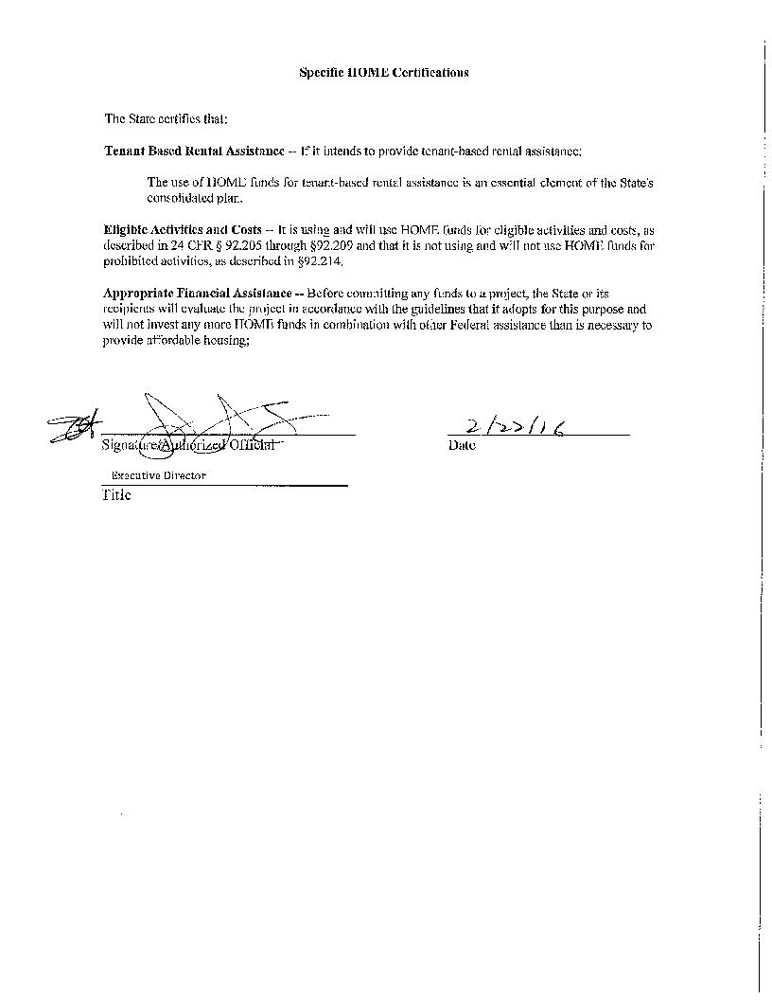 Specific HOME Certifications
The State certifies that:
Tenant Based Rental Assistance -- If it intends to provide tenant-based rental assistance:
The use of HOME funds for tenant-based rental assistance is an essential element of the State's
consolidated plan.
Eligible Activities and Costs -- It is using and will use HOME funds for eligible activities and costs, as
described in 24 CFR § 92.205 through §92.209 and that it is not using and will not use HOME funds for
prohibited activities, as described in §92.214.
Appropriate Financial Assistance -- Before committing any funds to a project, the State or its
recipients will evaluate the project in accordance with the guidelines that it adopts for this purpose and
will not invest any more HOME funds in combination with other Federal assistance than is necessary to
provide affordable housing;
2/22/16
Signature/Authorized Official Date
Executive Director
Title